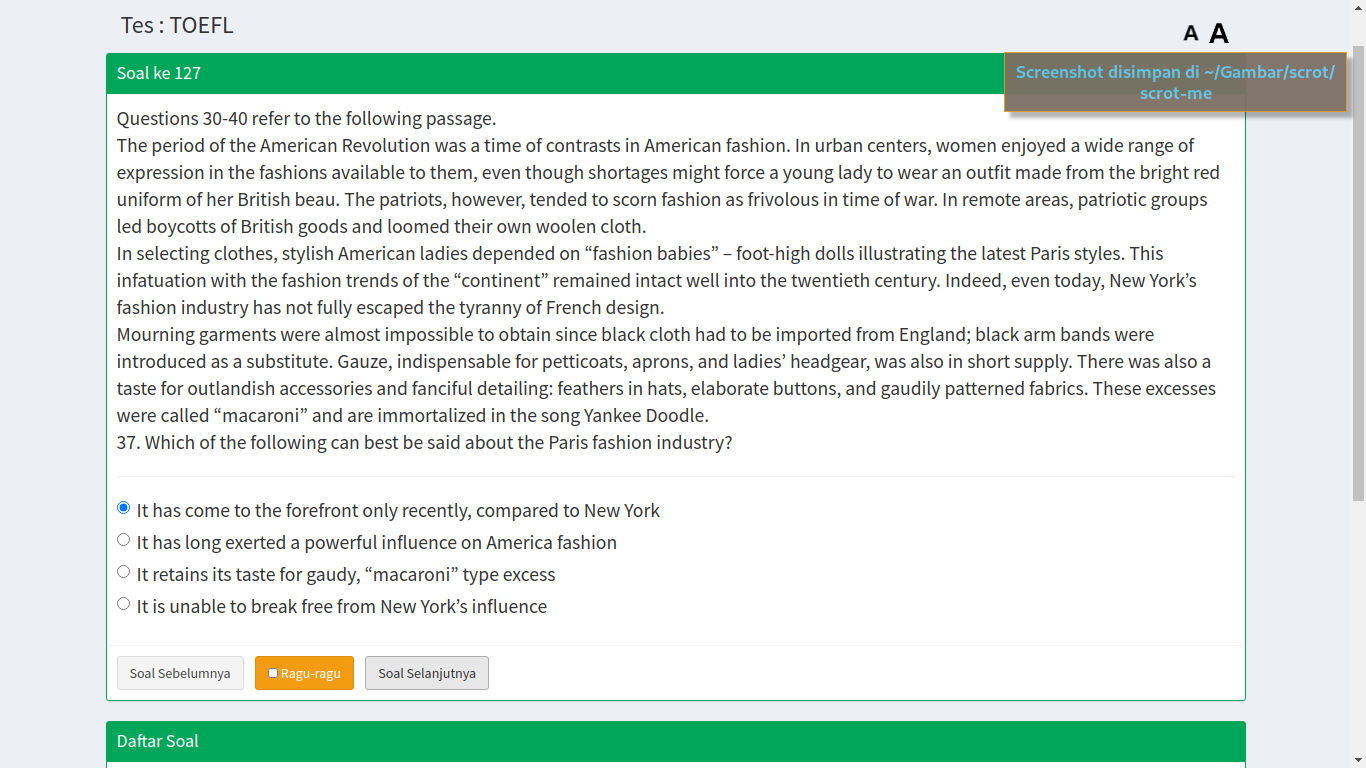 Tes : TOEFL
A A
Soal ke 127
Screenshot disimpan di ~/Gambar/scrot/
scrot-me
Questions 30-40 refer to the following passage.
The period of the American Revolution was a time of contrasts in American fashion. In urban centers, women enjoyed a wide range of
expression in the fashions available to them, even though shortages might force a young lady to wear an outfit made from the bright red
uniform of her British beau. The patriots, however, tended to scorn fashion as frivolous in time of war. In remote areas, patriotic groups
led boycotts of British goods and loomed their own woolen cloth.
In selecting clothes, stylish American ladies depended on “fashion babies” – foot-high dolls illustrating the latest Paris styles. This
infatuation with the fashion trends of the “continent” remained intact well into the twentieth century. Indeed, even today, New York’s
fashion industry has not fully escaped the tyranny of French design.
Mourning garments were almost impossible to obtain since black cloth had to be imported from England; black arm bands were
introduced as a substitute. Gauze, indispensable for petticoats, aprons, and ladies’ headgear, was also in short supply. There was also a
taste for outlandish accessories and fanciful detailing: feathers in hats, elaborate buttons, and gaudily patterned fabrics. These excesses
were called “macaroni” and are immortalized in the song Yankee Doodle.
37. Which of the following can best be said about the Paris fashion industry?
It has come to the forefront only recently, compared to New York
It has long exerted a powerful influence on America fashion
It retains its taste for gaudy, “macaroni” type excess
It is unable to break free from New York’s influence
Soal Sebelumnya Ragu-ragu Soal Selanjutnya
Daftar Soal